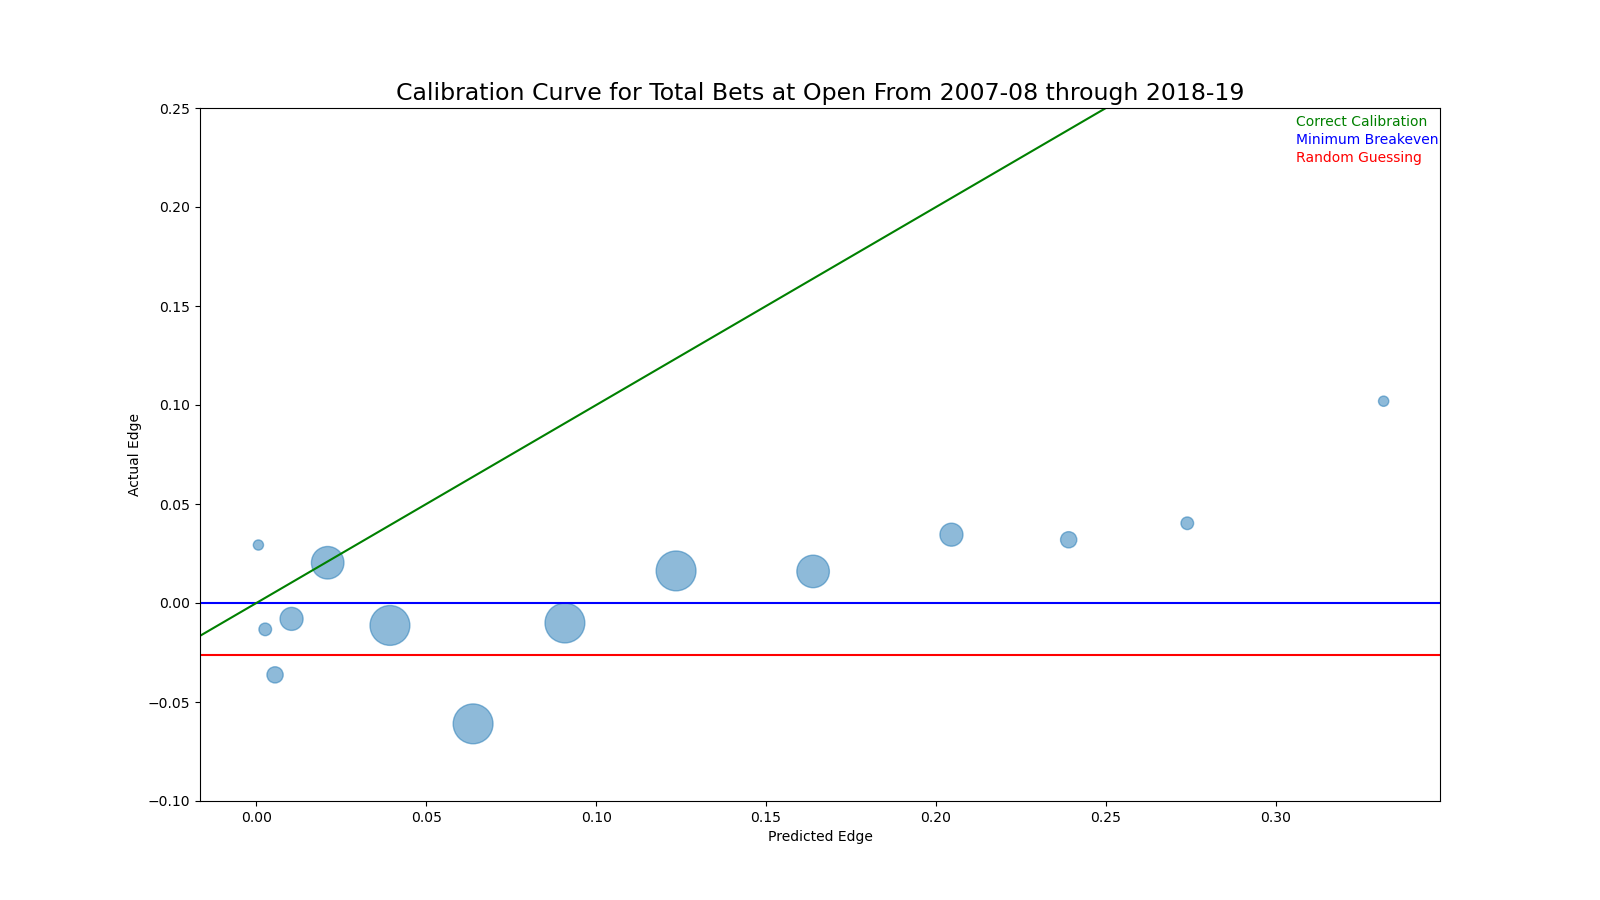 Calibration Curve for Total Bets at Open From 2007-08 through 2018-19
0.25
0.20
0.15
0.10
0.05
0.00
−0.05
−0.10
Actual Edge
Correct Calibration
Minimum Breakeven
Random Guessing
0.00 0.05 0.10 0.15 0.20 0.25 0.30
Predicted Edge